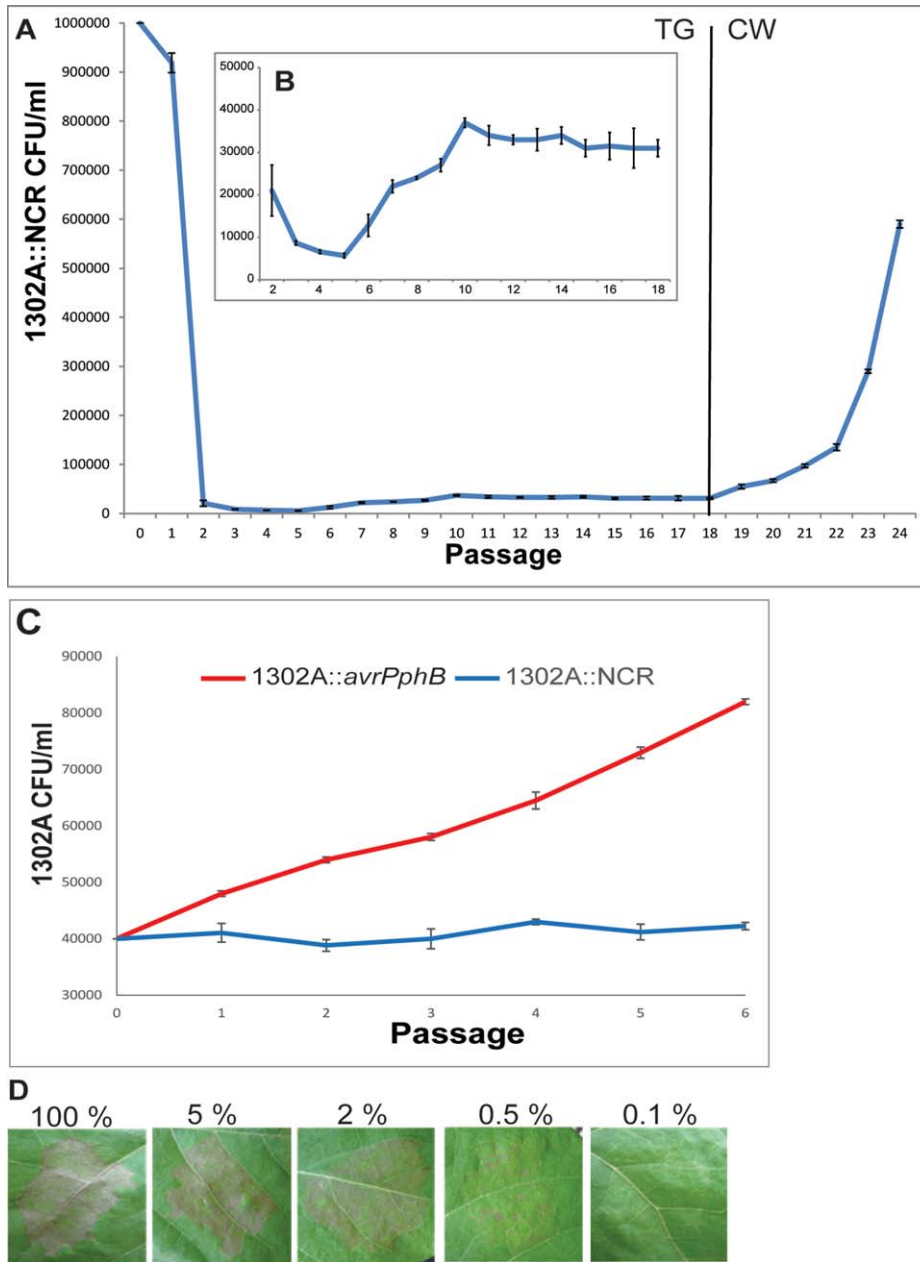 A
TG CW
1302A::NCR CFU/ml
1000000
900000
800000
700000
600000
500000
400000
300000
200000
100000
0
0 1 2 3 4 5 6 7 8 9 10 11 12 13 14 15 16 17 18 19 20 21 22 23 24
Passage
B
50000
40000
30000
20000
10000
0
2 4 6 8 10 12 14 16 18
C
1302A::avrPphB 1302A::NCR
1302A CFU/ml
90000
80000
70000
60000
50000
40000
30000
0 1 2 3 4 5 6
Passage
D
100 % 5 % 2 % 0.5 % 0.1 %